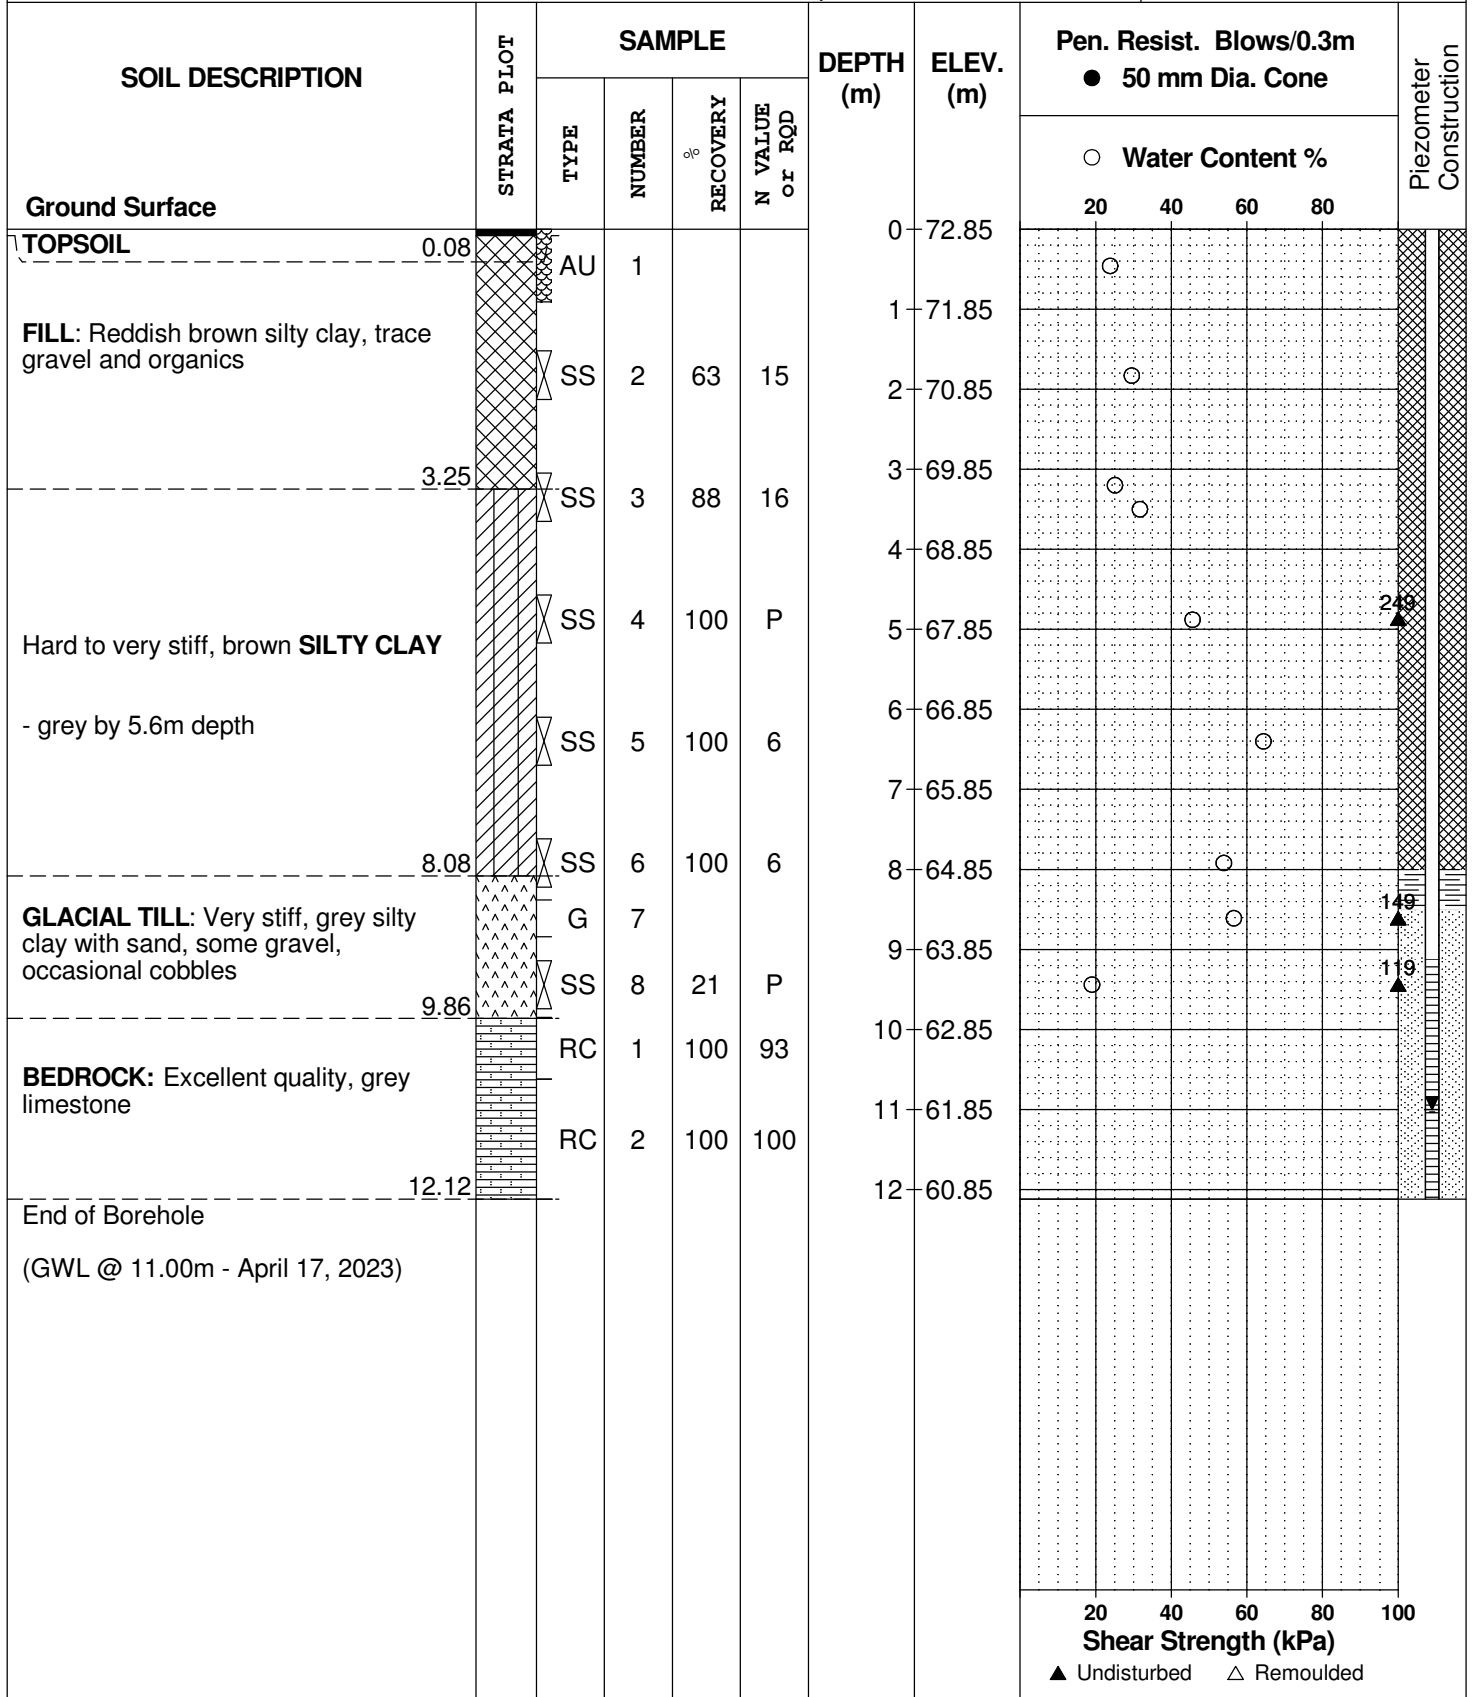 SOIL DESCRIPTION
STRATA PLOT
SAMPLE
DEPTH
(m)
ELEV.
(m)
Pen. Resist. Blows/0.3m
● 50 mm Dia. Cone
Piezometer
Construction
TYPE
NUMBER
% RECOVERY
N VALUE
or RQD
○ Water Content %
Ground Surface
20 40 60 80
0 72.85
TOPSOIL 0.08
AU 1
1 71.85
FILL: Reddish brown silty clay, trace
gravel and organics
SS 2 63 15
2 70.85
3 69.85
3.25
SS 3 88 16
4 68.85
249
SS 4 100 P
5 67.85
Hard to very stiff, brown SILTY CLAY
6 66.85
- grey by 5.6m depth
SS 5 100 6
7 65.85
8.08
SS 6 100 6
8 64.85
149
GLACIAL TILL: Very stiff, grey silty
clay with sand, some gravel,
occasional cobbles
G 7
9 63.85
119
SS 8 21 P
9.86
10 62.85
RC 1 100 93
BEDROCK: Excellent quality, grey
limestone
11 61.85
RC 2 100 100
12.12
12 60.85
End of Borehole
(GWL @ 11.00m - April 17, 2023)
20 40 60 80 100
Shear Strength (kPa)
▲ Undisturbed △ Remoulded